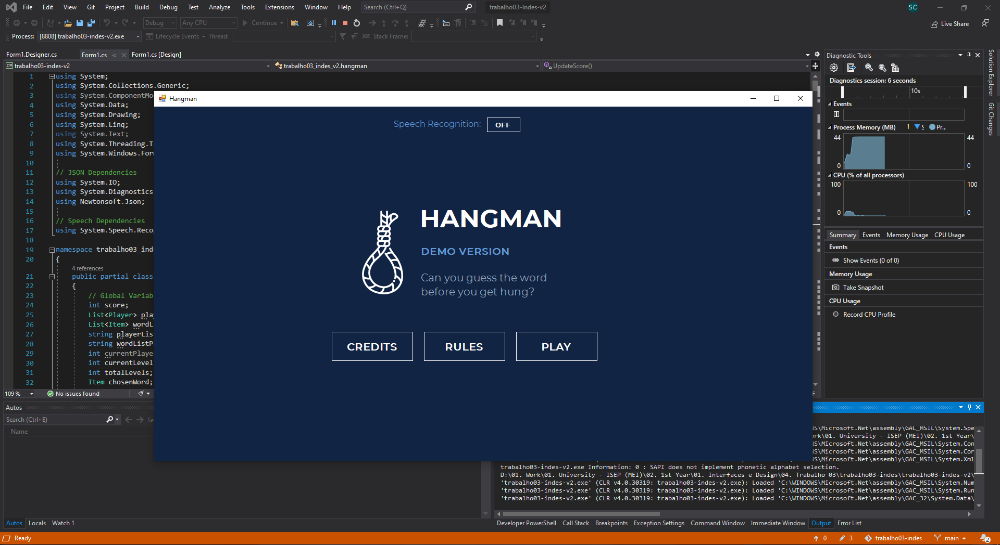 File Edit View Git Project Build Debug Test Analyze Tools Extensions Window Help Search (Ctrl+Q) trabalho03-indes-v2 SC
Debug Any CPU Continue Live Share
Process: [8808] trabalho03-indes-v2.exe Lifecycle Events Thread: Stack Frame:
Form1.Designer.cs Form1.cs Form1.cs [Design]
C# trabalho03-indes-v2 trabalho03_indes_v2.hangman UpdateScore()
1 using System;
2 using System.Collections.Generic;
3 using System.ComponentMo
4 using System.Data;
5 using System.Drawing;
6 using System.Linq;
7 using System.Text;
8 using System.Threading.T
9 using System.Windows.For
10
11 // JSON Dependencies
12 using System.IO;
13 using System.Diagnostics
14 using Newtonsoft.Json;
15
16 // Speech Dependencies
17 using System.Speech.Reco
18
19 namespace trabalho03_ind
20 {
4 references
21 public partial class
22 {
23 // Global Variab
24 int score;
25 List<Player> play
26 List<Item> wordL
27 string playerList
28 string wordListP
29 int currentPlayer
30 int currentLevel
31 int totalLevels;
32 Item chosenWord;
109 % No issues found
Hangman
Speech Recognition: OFF
HANGMAN
DEMO VERSION
Can you guess the word
before you get hung?
CREDITS RULES PLAY
Diagnostic Tools
Diagnostics session: 6 seconds
10s
Events
Process Memory (MB) S Pr...
44 44
0 0
CPU (% of all processors)
100 100
0 0
Summary Events Memory Usage CPU Usage
Events
Show Events (0 of 0)
Memory Usage
Take Snapshot
CPU Usage
Record CPU Profile
Solution Explorer
Git Changes
Autos
Search (Ctrl+E) Se
Name
Autos Locals Watch 1
S\Microsoft.Net\assembly\GAC_MSIL\System.Spe
rk\01. University - ISEP (MEI)\02. 1st Year\
S\Microsoft.Net\assembly\GAC_MSIL\System.Con
S\Microsoft.Net\assembly\GAC_MSIL\System.Cor
S\Microsoft.Net\assembly\GAC_MSIL\System.Xml
trabalho03-indes-v2.exe Information: 0 : SAPI does not implement phonetic alphabet selection.
D:\01. Work\01. University - ISEP (MEI)\02. 1st Year\01. Interfaces e Design\04. Trabalho 03\trabalho03-indes\trabalho03-indes-v2\
'trabalho03-indes-v2.exe' (CLR v4.0.30319: trabalho03-indes-v2.exe): Loaded 'C:\WINDOWS\Microsoft.Net\assembly\GAC_MSIL\System.Num
'trabalho03-indes-v2.exe' (CLR v4.0.30319: trabalho03-indes-v2.exe): Loaded 'C:\WINDOWS\Microsoft.Net\assembly\GAC_MSIL\System.Run
'trabalho03-indes-v2.exe' (CLR v4.0.30319: trabalho03-indes-v2.exe): Loaded 'C:\WINDOWS\Microsoft.Net\assembly\GAC_32\System.Data\
Developer PowerShell Call Stack Breakpoints Exception Settings Command Window Immediate Window Output Error List
Ready 0 3 trabalho03-indes main 2